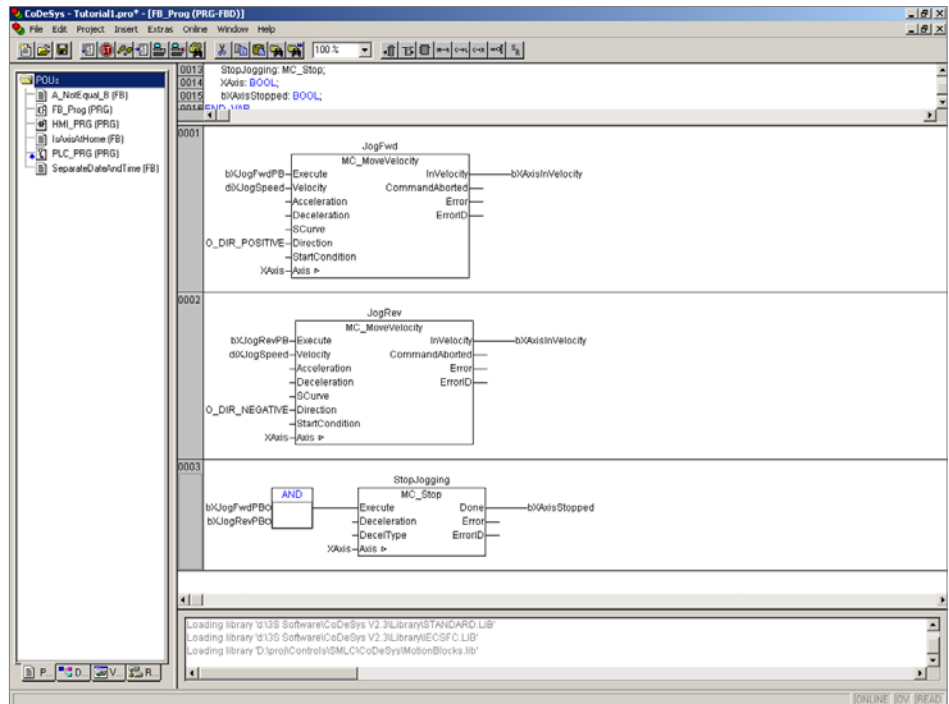 CoDeSys - Tutorial1.pro* - [FB_Prog (PRG-FBD)]
File Edit Project Insert Extras Online Window Help
100 %
POUs
A_NotEqual_B (FB)
FB_Prog (PRG)
HMI_PRG (PRG)
IsAxisAtHome (FB)
PLC_PRG (PRG)
SeparateDateAndTime (FB)
0013 StopJogging: MC_Stop;
0014 XAxis: BOOL;
0015 bXAxisStopped: BOOL;
0016 END_VAR
0001
JogFwd
MC_MoveVelocity
bXJogFwdPB Execute InVelocity bXAxisInVelocity
diXJogSpeed Velocity CommandAborted
Acceleration Error
Deceleration ErrorID
SCurve
O_DIR_POSITIVE Direction
StartCondition
XAxis Axis
0002
JogRev
MC_MoveVelocity
bXJogRevPB Execute InVelocity bXAxisInVelocity
diXJogSpeed Velocity CommandAborted
Acceleration Error
Deceleration ErrorID
SCurve
O_DIR_NEGATIVE Direction
StartCondition
XAxis Axis
0003
StopJogging
AND MC_Stop
bXJogFwdPB Execute Done bXAxisStopped
bXJogRevPB Deceleration Error
DecelType ErrorID
XAxis Axis
Loading library 'd:\3S Software\CoDeSys V2.3\Library\STANDARD.LIB'
Loading library 'd:\3S Software\CoDeSys V2.3\Library\IECSFC.LIB'
Loading library 'D:\proj\Controls\SMLC\CoDeSys\MotionBlocks.lib'
P... D... V... R...
ONLINE OV READ